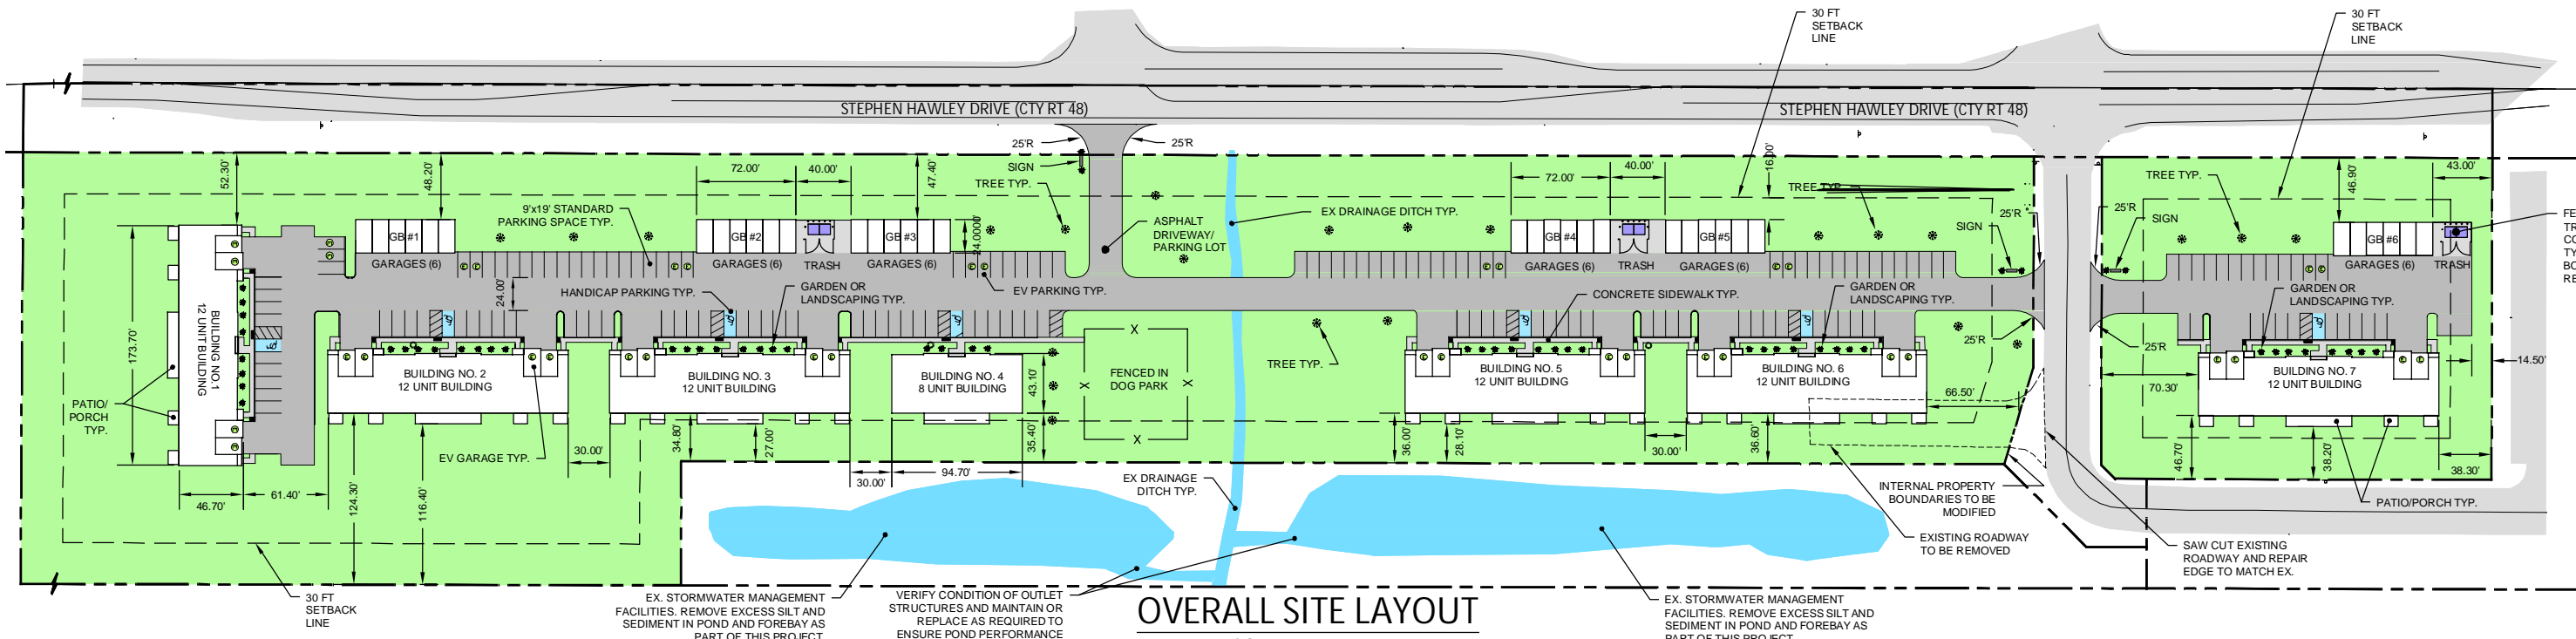 30 FT
SETBACK
LINE
30 FT
SETBACK
LINE
STEPHEN HAWLEY DRIVE (CTY RT 48)
STEPHEN HAWLEY DRIVE (CTY RT 48)
25'R
25'R
SIGN
52.30'
48.20'
72.00'
40.00'
47.40'
TREE TYP.
72.00'
40.00'
16.00'
TREE TYP.
46.90'
43.00'
TREE TYP.
9'x19' STANDARD
PARKING SPACE TYP.
EX DRAINAGE DITCH TYP.
ASPHALT
DRIVEWAY/
PARKING LOT
25'R
25'R
SIGN
SIGN
GB #1
GARAGES (6)
GB #2
GARAGES (6)
TRASH
GB #3
GARAGES (6)
24.0000'
GB #4
GARAGES (6)
TRASH
GB #5
GARAGES (6)
GB #6
GARAGES (6)
TRASH
24.00'
HANDICAP PARKING TYP.
GARDEN OR
LANDSCAPING TYP.
EV PARKING TYP.
CONCRETE SIDEWALK TYP.
GARDEN OR
LANDSCAPING TYP.
GARDEN OR
LANDSCAPING TYP.
173.70'
BUILDING NO.1
12 UNIT BUILDING
BUILDING NO. 2
12 UNIT BUILDING
BUILDING NO. 3
12 UNIT BUILDING
BUILDING NO. 4
8 UNIT BUILDING
43.10'
FENCED IN
DOG PARK
X
X
X
X
TREE TYP.
BUILDING NO. 5
12 UNIT BUILDING
BUILDING NO. 6
12 UNIT BUILDING
25'R
25'R
BUILDING NO. 7
12 UNIT BUILDING
14.50'
70.30'
66.50'
PATIO/
PORCH
TYP.
EV GARAGE TYP.
46.70'
61.40'
124.30'
116.40'
30.00'
34.80'
27.00'
30.00'
94.70'
35.40'
36.00'
28.10'
30.00'
36.60'
46.70'
38.20'
38.30'
PATIO/PORCH TYP.
EX DRAINAGE
DITCH TYP.
INTERNAL PROPERTY
BOUNDARIES TO BE
MODIFIED
EXISTING ROADWAY
TO BE REMOVED
SAW CUT EXISTING
ROADWAY AND REPAIR
EDGE TO MATCH EX.
30 FT
SETBACK
LINE
EX. STORMWATER MANAGEMENT
FACILITIES. REMOVE EXCESS SILT AND
SEDIMENT IN POND AND FOREBAY AS
PART OF THIS PROJECT.
VERIFY CONDITION OF OUTLET
STRUCTURES AND MAINTAIN OR
REPLACE AS REQUIRED TO
ENSURE POND PERFORMANCE
OVERALL SITE LAYOUT
EX. STORMWATER MANAGEMENT
FACILITIES. REMOVE EXCESS SILT AND
SEDIMENT IN POND AND FOREBAY AS
PART OF THIS PROJECT.